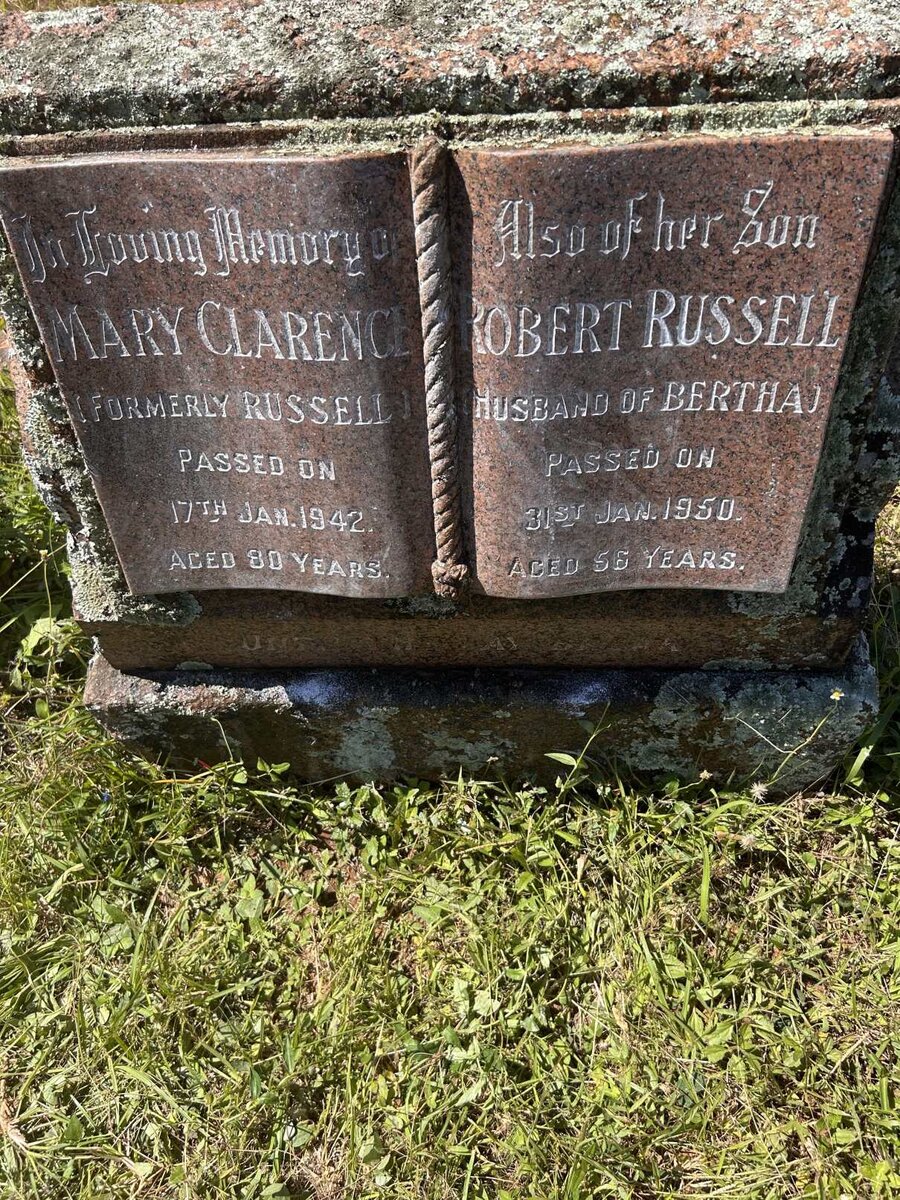 In Loving Memory of
MARY CLARENCE
(FORMERLY RUSSELL)
PASSED ON
17TH JAN. 1942.
AGED 80 YEARS.
Also of her Son
ROBERT RUSSELL
(HUSBAND OF BERTHA)
PASSED ON
31ST JAN. 1950.
AGED 56 YEARS.